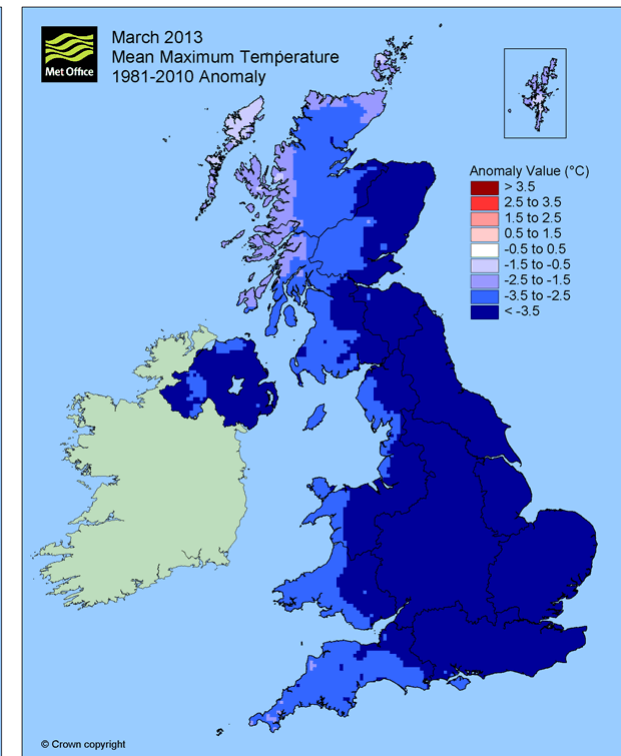 Met Office
March 2013
Mean Maximum Temperature
1981-2010 Anomaly
Anomaly Value (°C)
> 3.5
2.5 to 3.5
1.5 to 2.5
0.5 to 1.5
-0.5 to 0.5
-1.5 to -0.5
-2.5 to -1.5
-3.5 to -2.5
< -3.5
© Crown copyright